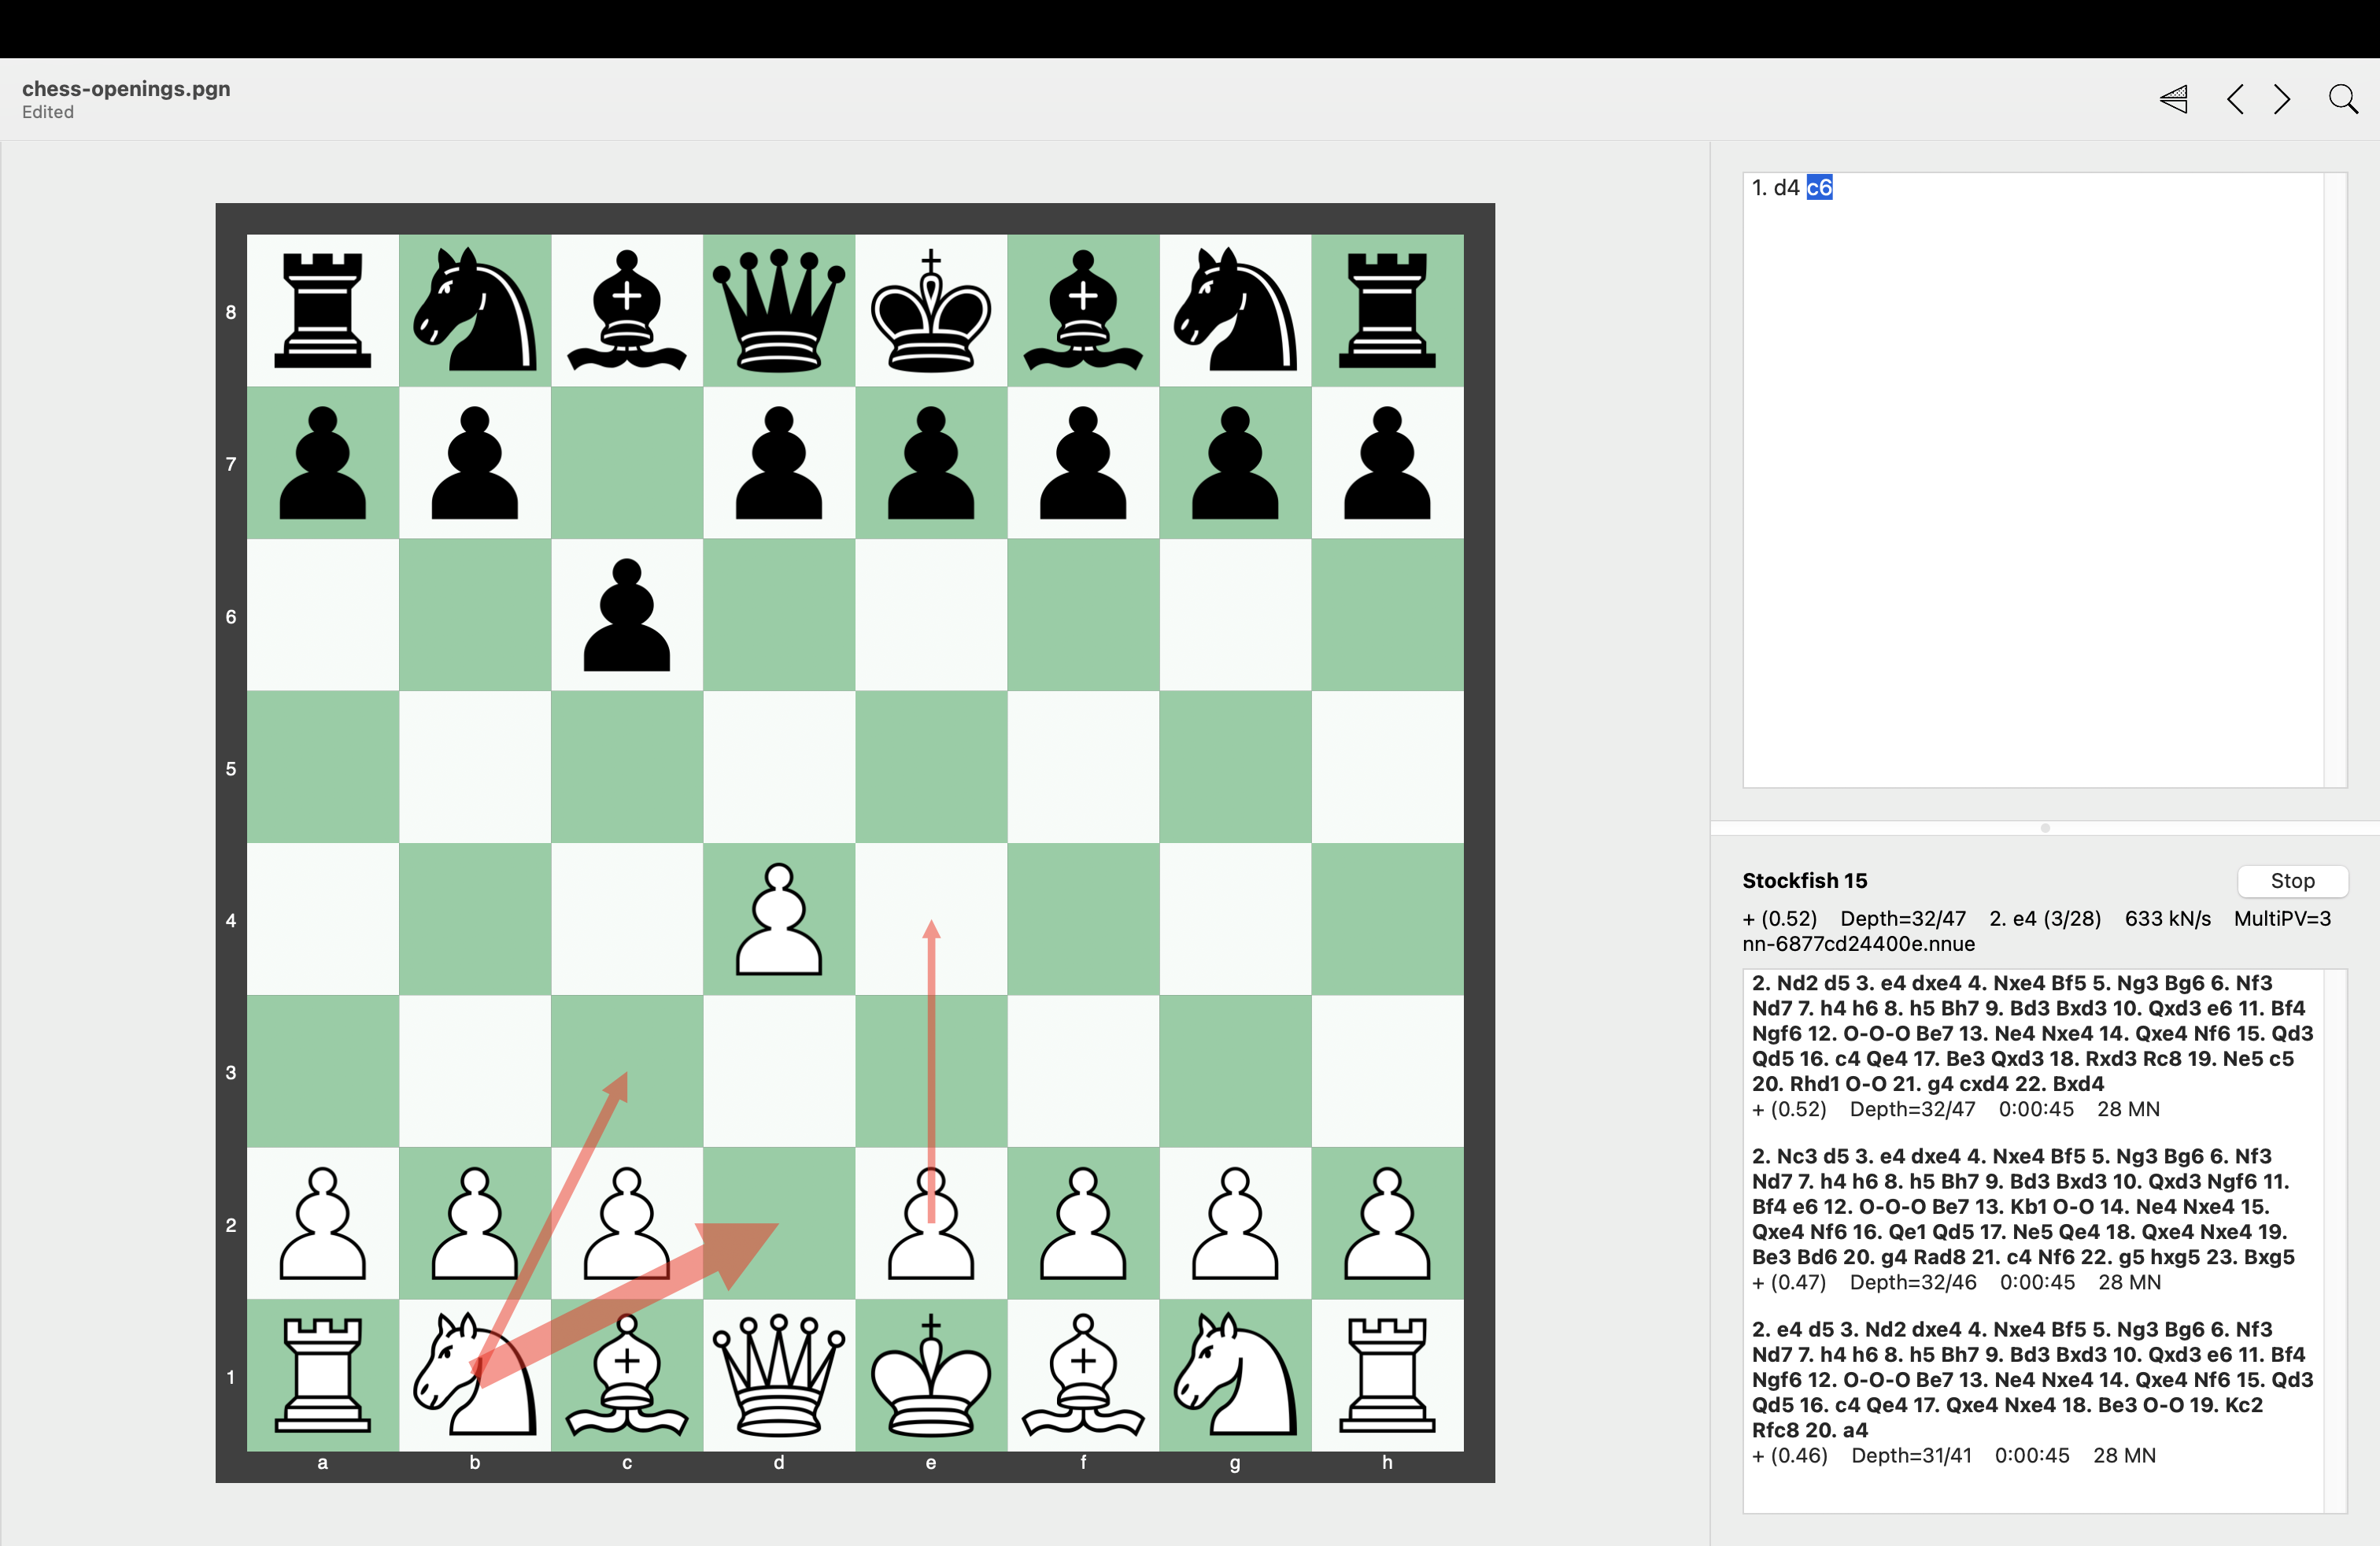 chess-openings.pgn
Edited
1. d4 c6
8
7
6
5
4
3
2
1
a b c d e f g h
Stockfish 15
Stop
+ (0.52) Depth=32/47 2. e4 (3/28) 633 kN/s MultiPV=3
nn-6877cd24400e.nnue
2. Nd2 d5 3. e4 dxe4 4. Nxe4 Bf5 5. Ng3 Bg6 6. Nf3
Nd7 7. h4 h6 8. h5 Bh7 9. Bd3 Bxd3 10. Qxd3 e6 11. Bf4
Ngf6 12. O-O-O Be7 13. Ne4 Nxe4 14. Qxe4 Nf6 15. Qd3
Qd5 16. c4 Qe4 17. Be3 Qxd3 18. Rxd3 Rc8 19. Ne5 c5
20. Rhd1 O-O 21. g4 cxd4 22. Bxd4
+ (0.52) Depth=32/47 0:00:45 28 MN
2. Nc3 d5 3. e4 dxe4 4. Nxe4 Bf5 5. Ng3 Bg6 6. Nf3
Nd7 7. h4 h6 8. h5 Bh7 9. Bd3 Bxd3 10. Qxd3 Ngf6 11.
Bf4 e6 12. O-O-O Be7 13. Kb1 O-O 14. Ne4 Nxe4 15.
Qxe4 Nf6 16. Qe1 Qd5 17. Ne5 Qe4 18. Qxe4 Nxe4 19.
Be3 Bd6 20. g4 Rad8 21. c4 Nf6 22. g5 hxg5 23. Bxg5
+ (0.47) Depth=32/46 0:00:45 28 MN
2. e4 d5 3. Nd2 dxe4 4. Nxe4 Bf5 5. Ng3 Bg6 6. Nf3
Nd7 7. h4 h6 8. h5 Bh7 9. Bd3 Bxd3 10. Qxd3 e6 11. Bf4
Ngf6 12. O-O-O Be7 13. Ne4 Nxe4 14. Qxe4 Nf6 15. Qd3
Qd5 16. c4 Qe4 17. Qxe4 Nxe4 18. Be3 O-O 19. Kc2
Rfc8 20. a4
+ (0.46) Depth=31/41 0:00:45 28 MN